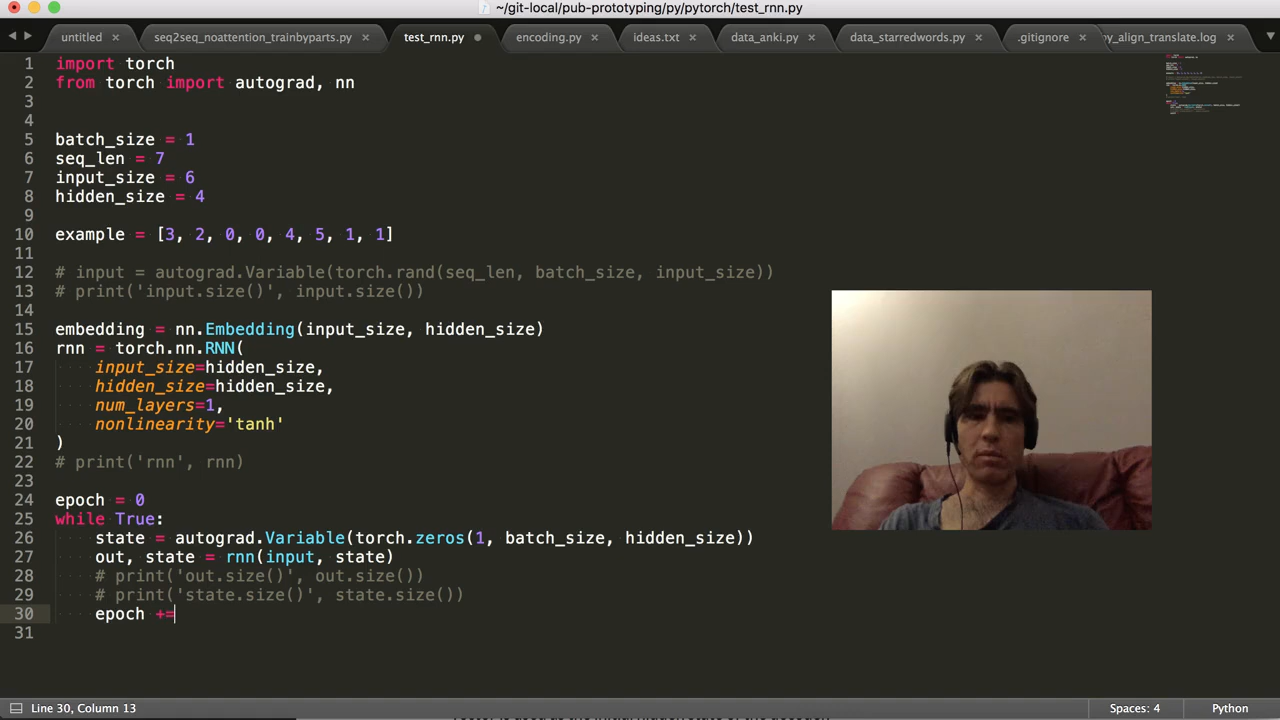 ~/git-local/pub-prototyping/py/pytorch/test_rnn.py
untitled × seq2seq_noattention_trainbyparts.py × test_rnn.py encoding.py × ideas.txt × data_anki.py × data_starredwords.py × .gitignore × py_align_translate.log ×
1 import torch
2 from torch import autograd, nn
3
4
5 batch_size = 1
6 seq_len = 7
7 input_size = 6
8 hidden_size = 4
9
10 example = [3, 2, 0, 0, 4, 5, 1, 1]
11
12 # input = autograd.Variable(torch.rand(seq_len, batch_size, input_size))
13 # print('input.size()', input.size())
14
15 embedding = nn.Embedding(input_size, hidden_size)
16 rnn = torch.nn.RNN(
17 input_size=hidden_size,
18 hidden_size=hidden_size,
19 num_layers=1,
20 nonlinearity='tanh'
21 )
22 # print('rnn', rnn)
23
24 epoch = 0
25 while True:
26 state = autograd.Variable(torch.zeros(1, batch_size, hidden_size))
27 out, state = rnn(input, state)
28 # print('out.size()', out.size())
29 # print('state.size()', state.size())
30 epoch +=
31
Line 30, Column 13 Spaces: 4 Python